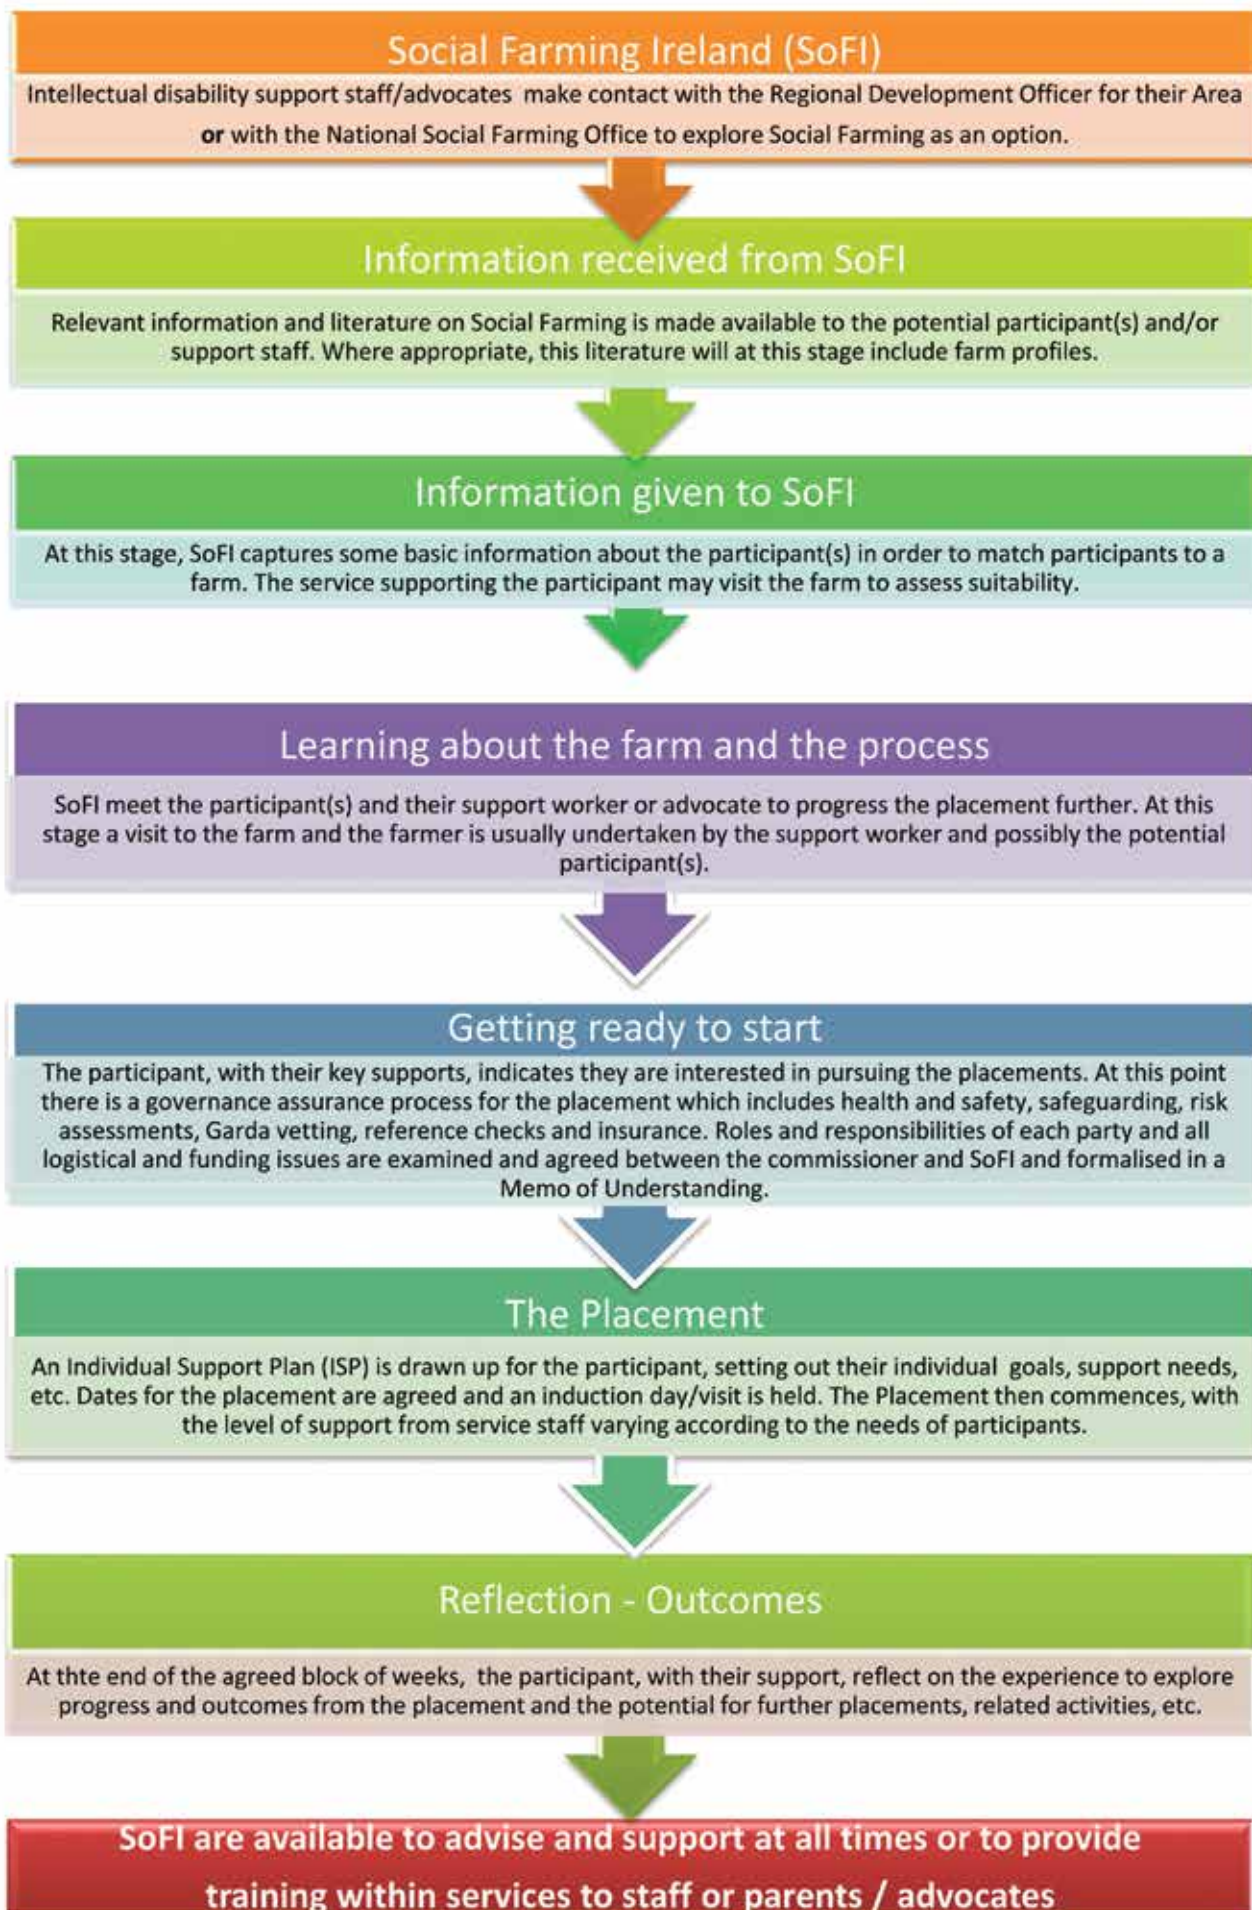 Social Farming Ireland (SoFI)
Intellectual disability support staff/advocates make contact with the Regional Development Officer for their Area
or with the National Social Farming Office to explore Social Farming as an option.
Information received from SoFI
Relevant information and literature on Social Farming is made available to the potential participant(s) and/or
support staff. Where appropriate, this literature will at this stage include farm profiles.
Information given to SoFI
At this stage, SoFI captures some basic information about the participant(s) in order to match participants to a
farm. The service supporting the participant may visit the farm to assess suitability.
Learning about the farm and the process
SoFI meet the participant(s) and their support worker or advocate to progress the placement further. At this
stage a visit to the farm and the farmer is usually undertaken by the support worker and possibly the potential
participant(s).
Getting ready to start
The participant, with their key supports, indicates they are interested in pursuing the placements. At this point
there is a governance assurance process for the placement which includes health and safety, safeguarding, risk
assessments, Garda vetting, reference checks and insurance. Roles and responsibilities of each party and all
logistical and funding issues are examined and agreed between the commissioner and SoFI and formalised in a
Memo of Understanding.
The Placement
An Individual Support Plan (ISP) is drawn up for the participant, setting out their individual goals, support needs,
etc. Dates for the placement are agreed and an induction day/visit is held. The Placement then commences, with
the level of support from service staff varying according to the needs of participants.
Reflection - Outcomes
At thte end of the agreed block of weeks, the participant, with their support, reflect on the experience to explore
progress and outcomes from the placement and the potential for further placements, related activities, etc.
SoFI are available to advise and support at all times or to provide
training within services to staff or parents / advocates